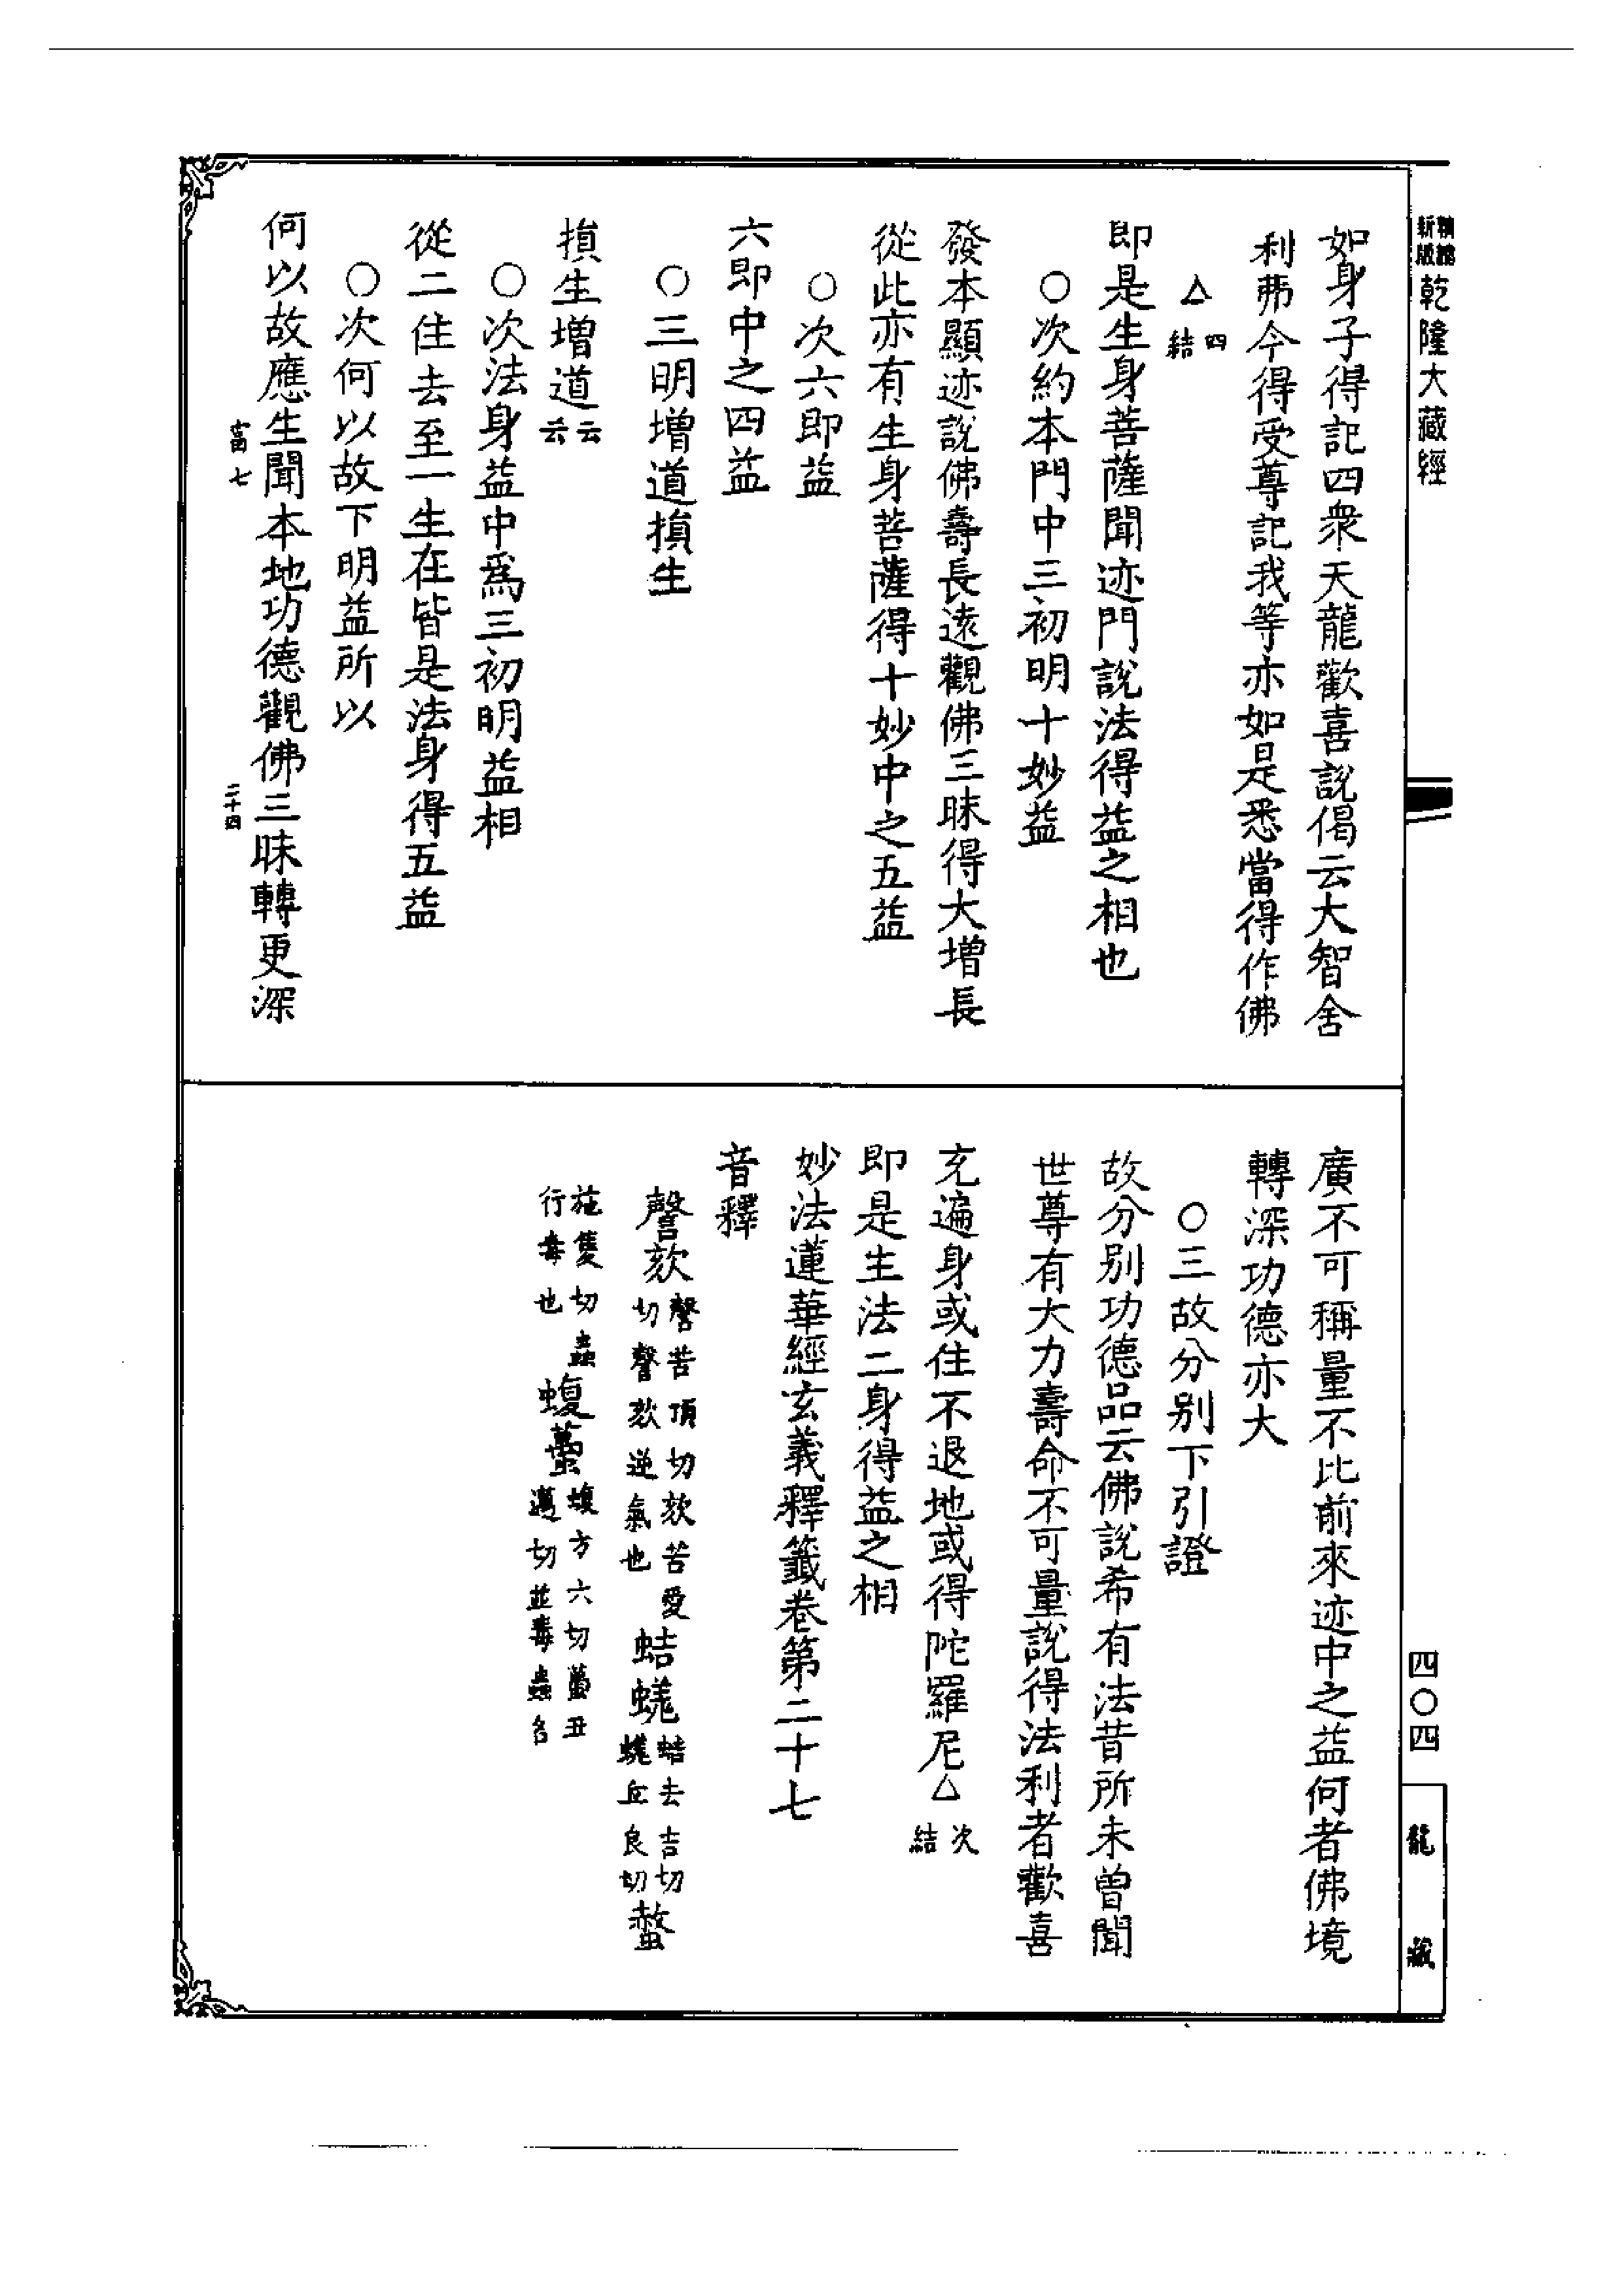 乾隆大藏經
如身子得記四衆天龍歡喜說偈云大智舍
利弗今得受尊記我等亦如是悉當得作佛
△四結
即是生身菩薩聞迹門說法得益之相也
○次約本門中三初明十妙益
發本顯迹說佛壽長遠觀佛三昧得大增長
從此亦有生身菩薩得十妙中之五益
○次六即益
六即中之四益
○三明增道損生
損生增道云云
○次法身益中爲三初明益相
從二住去至一生在皆是法身得五益
○次何以故下明益所以
何以故應生聞本地功德觀佛三昧轉更深
富七 二十四
廣不可稱量不比前來迹中之益何者佛境
轉深功德亦大
○三故分別下引證
故分別功德品云佛說希有法昔所未曾聞
世尊有大力壽命不可量說得法利者歡喜
充遍身或住不退地或得陀羅尼△次結
即是生法二身得益之相
妙法蓮華經玄義釋籤卷第二十七
音釋
謦欬謦苦頂切欬苦愛切謦欬逆氣也蛣蜣蛣去吉切蜣丘良切螫
施隻切蟲行毒也蝮蠆蝮方六切蠆丑邁切並毒蟲名
四〇四
龍藏